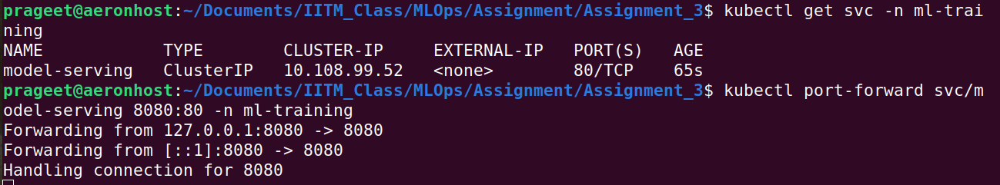 prageet@aeronhost:~/Documents/IITM_Class/MLOps/Assignment/Assignment_3$ kubectl get svc -n ml-trai
ning
NAME            TYPE        CLUSTER-IP     EXTERNAL-IP   PORT(S)   AGE
model-serving   ClusterIP   10.108.99.52   <none>        80/TCP    65s
prageet@aeronhost:~/Documents/IITM_Class/MLOps/Assignment/Assignment_3$ kubectl port-forward svc/m
odel-serving 8080:80 -n ml-training
Forwarding from 127.0.0.1:8080 -> 8080
Forwarding from [::1]:8080 -> 8080
Handling connection for 8080